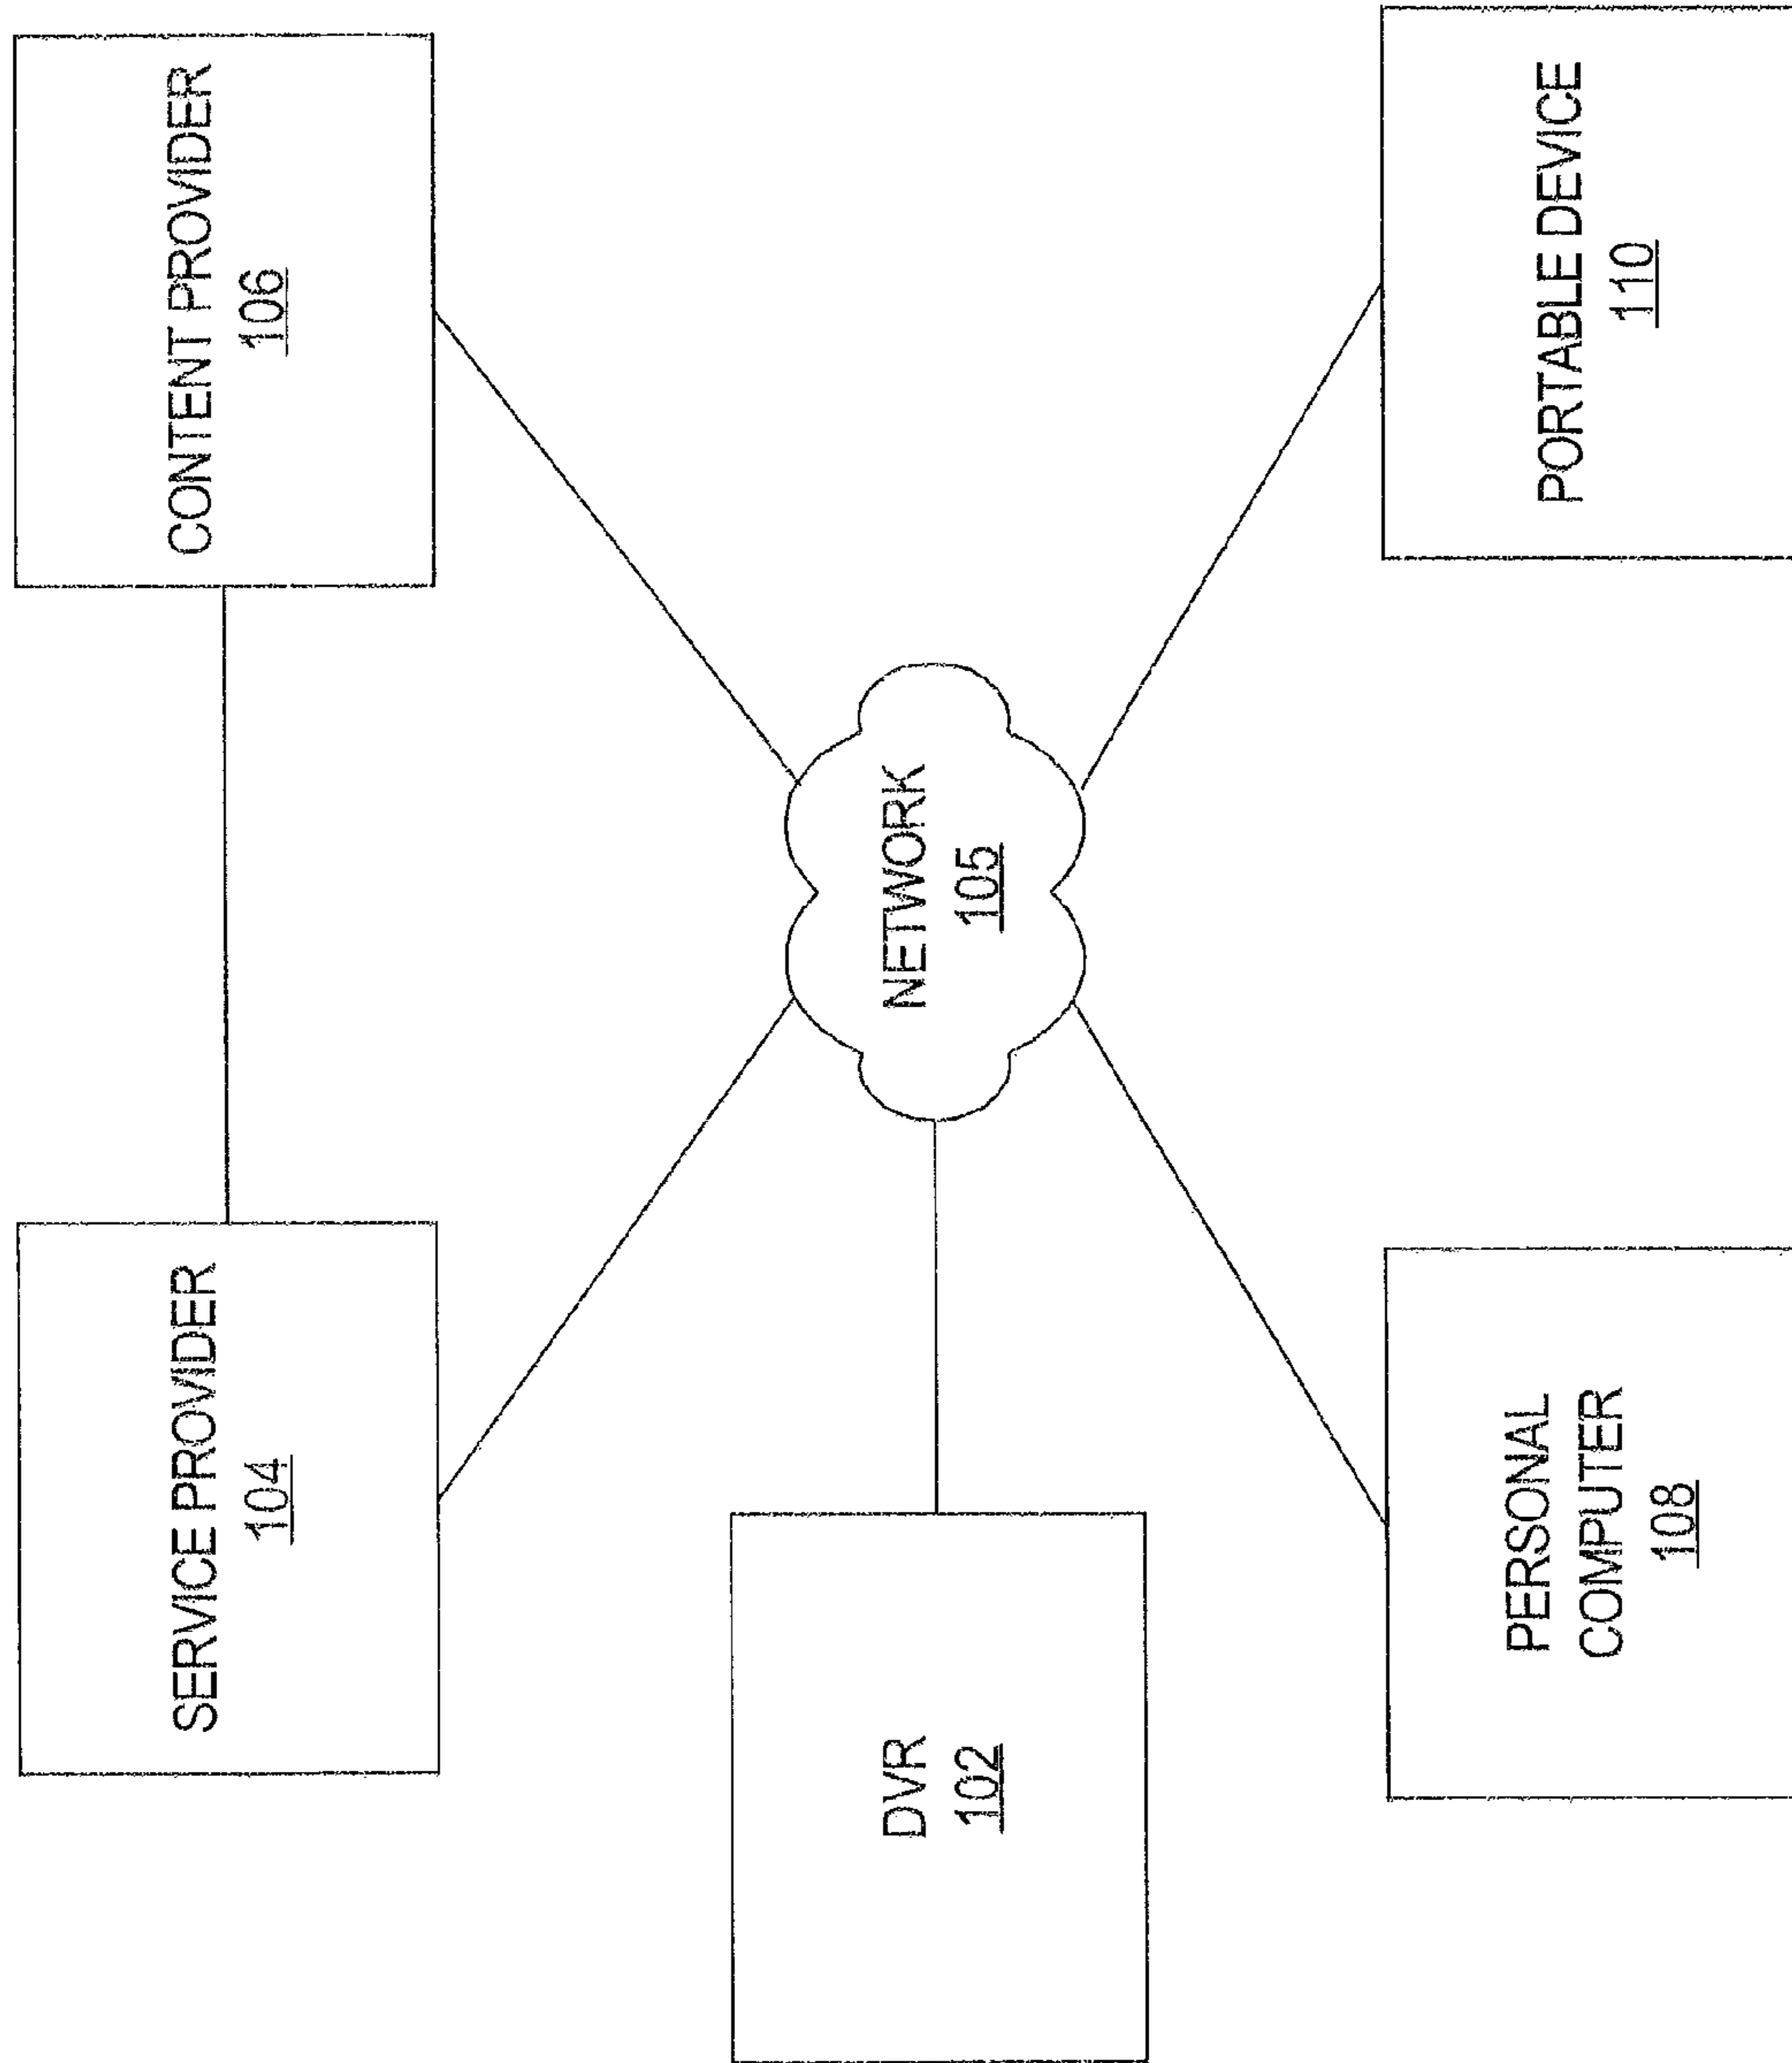 SERVICE PROVIDER
104
CONTENT PROVIDER
106
DVR
102
NETWORK
105
PERSONAL
COMPUTER
108
PORTABLE DEVICE
110